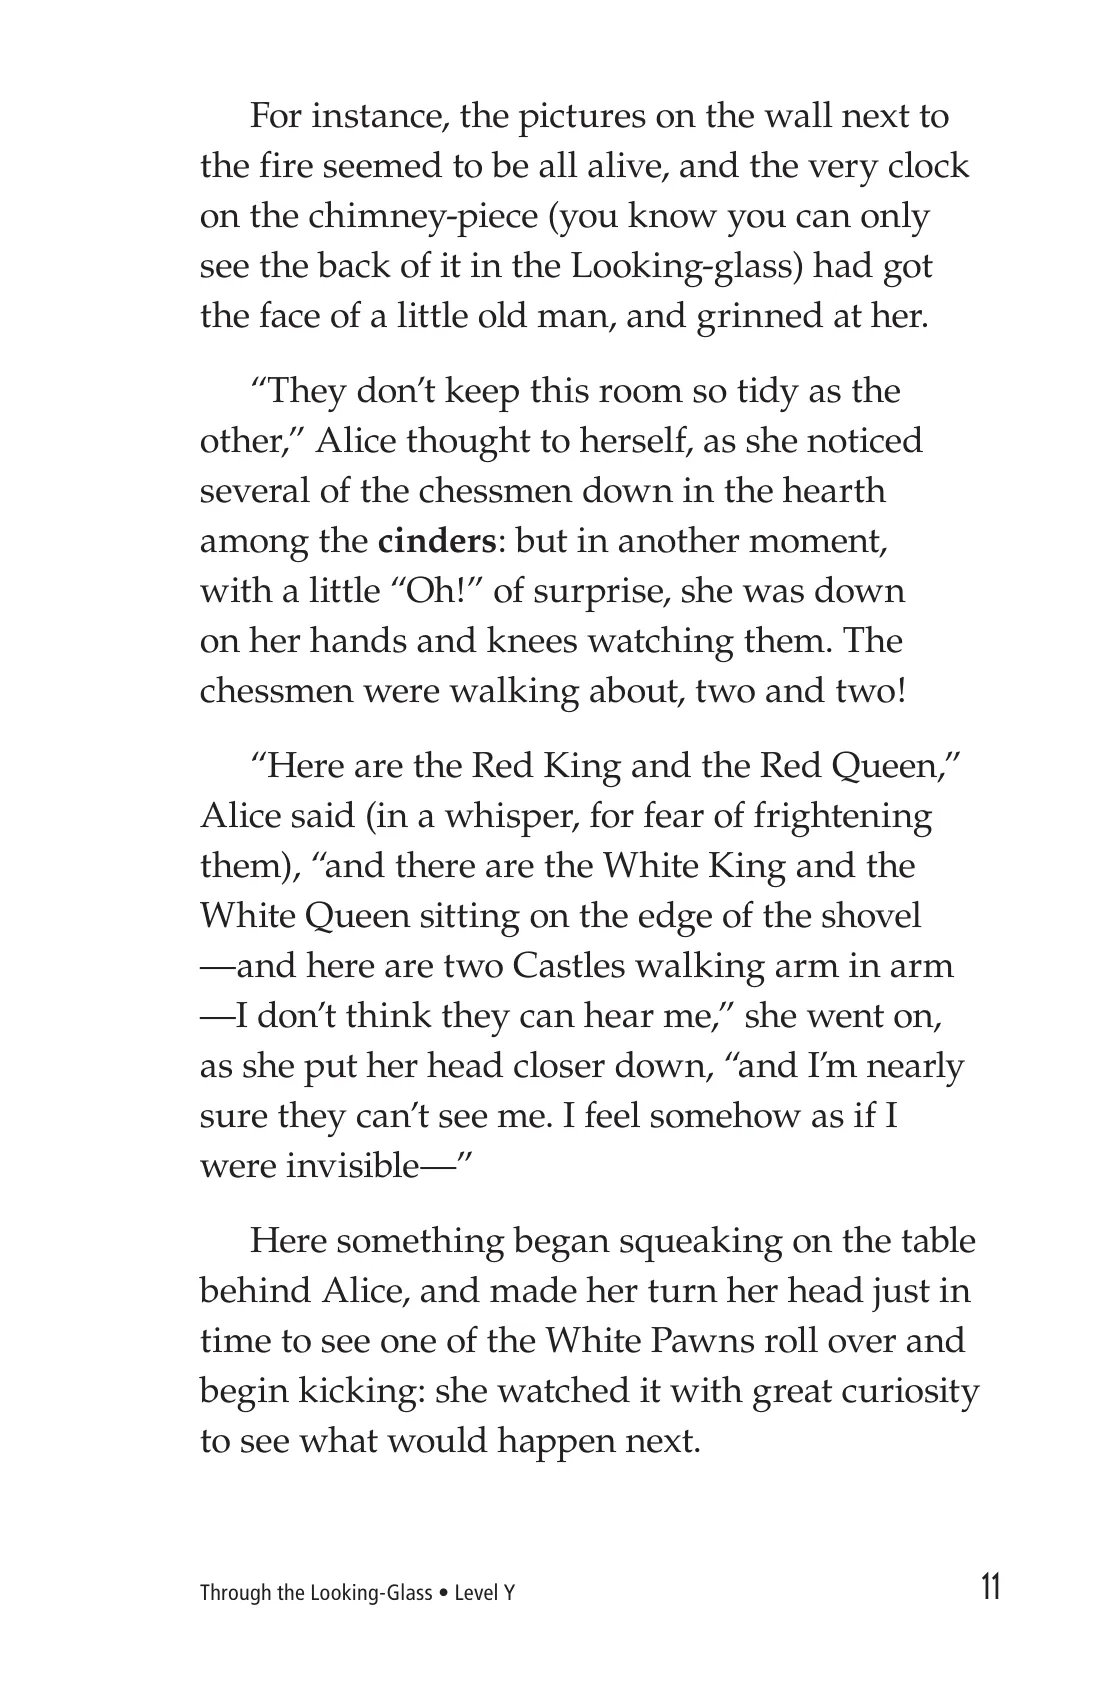 For instance, the pictures on the wall next to
the fire seemed to be all alive, and the very clock
on the chimney-piece (you know you can only
see the back of it in the Looking-glass) had got
the face of a little old man, and grinned at her.
“They don’t keep this room so tidy as the
other,” Alice thought to herself, as she noticed
several of the chessmen down in the hearth
among the cinders: but in another moment,
with a little “Oh!” of surprise, she was down
on her hands and knees watching them. The
chessmen were walking about, two and two!
“Here are the Red King and the Red Queen,”
Alice said (in a whisper, for fear of frightening
them), “and there are the White King and the
White Queen sitting on the edge of the shovel
—and here are two Castles walking arm in arm
—I don’t think they can hear me,” she went on,
as she put her head closer down, “and I’m nearly
sure they can’t see me. I feel somehow as if I
were invisible—”
Here something began squeaking on the table
behind Alice, and made her turn her head just in
time to see one of the White Pawns roll over and
begin kicking: she watched it with great curiosity
to see what would happen next.
Through the Looking-Glass • Level Y
11